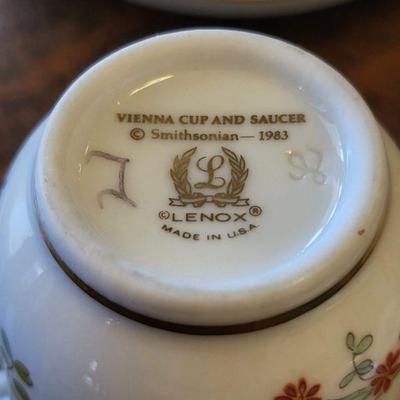 VIENNA CUP AND SAUCER
© Smithsonian — 1983
L
© LENOX ®
MADE IN U.S.A.